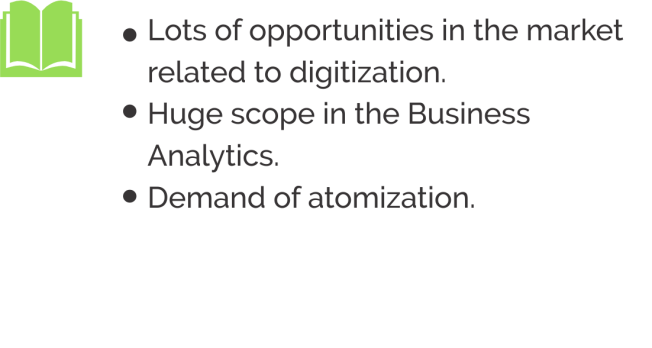 • Lots of opportunities in the market
related to digitization.
• Huge scope in the Business
Analytics.
• Demand of atomization.